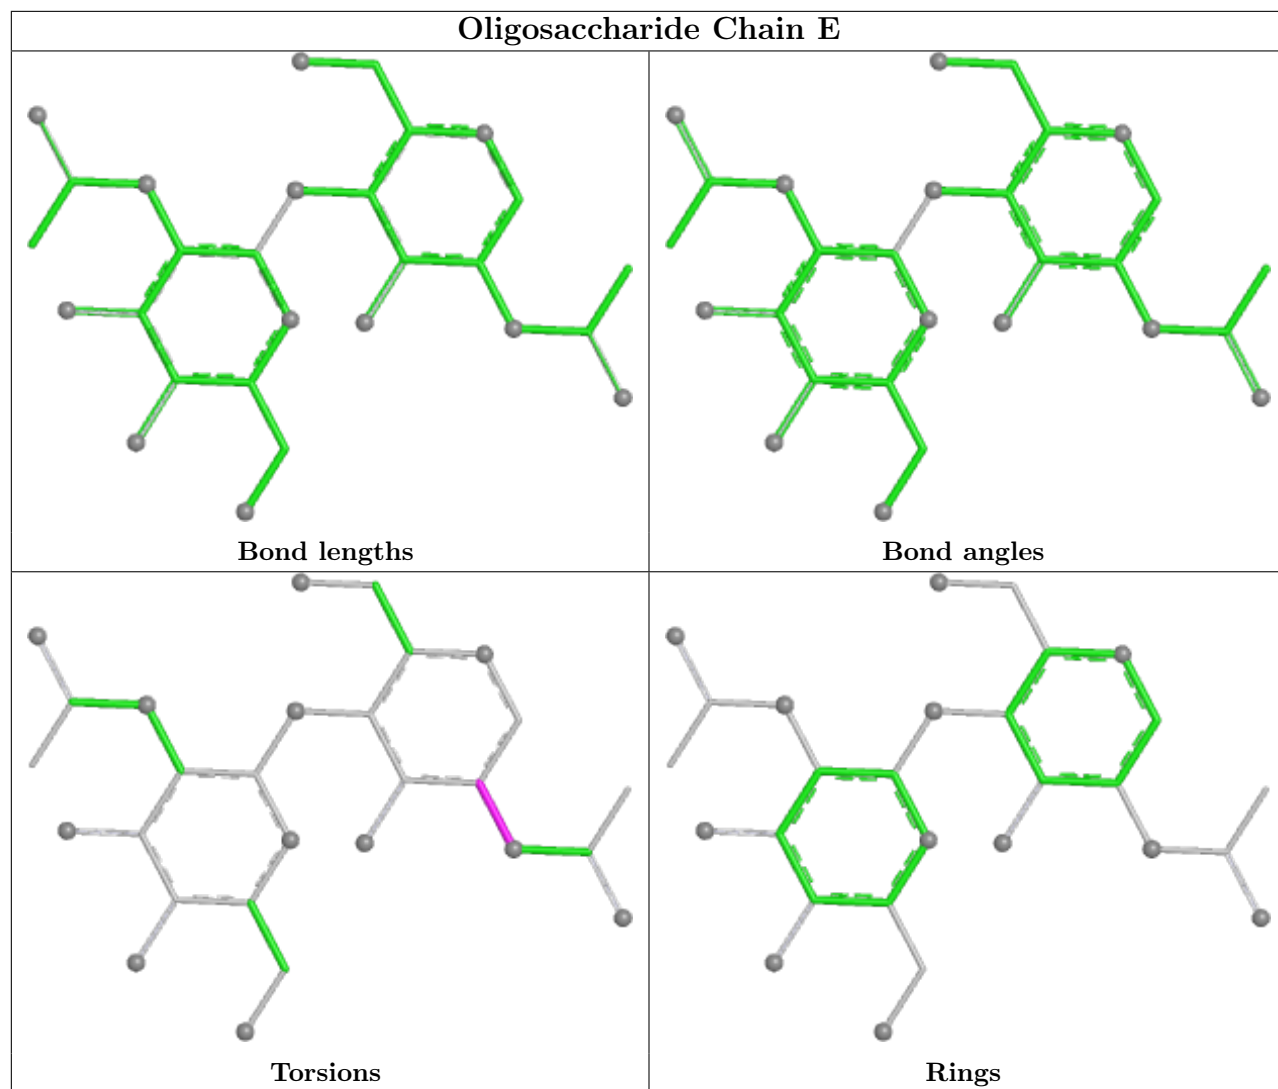 Oligosaccharide Chain E
Bond lengths
Bond angles
Torsions
Rings